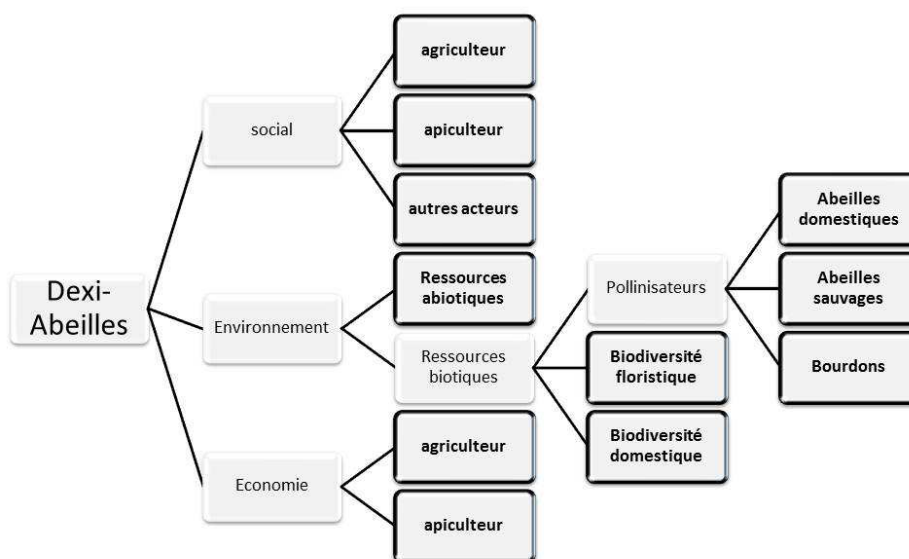 Dexi-
Abeilles
social
agriculteur
apiculteur
autres acteurs
Environnement
Ressources
abiotiques
Ressources
biotiques
Pollinisateurs
Abeilles
domestiques
Abeilles
sauvages
Bourdons
Biodiversité
floristique
Biodiversité
domestique
Economie
agriculteur
apiculteur